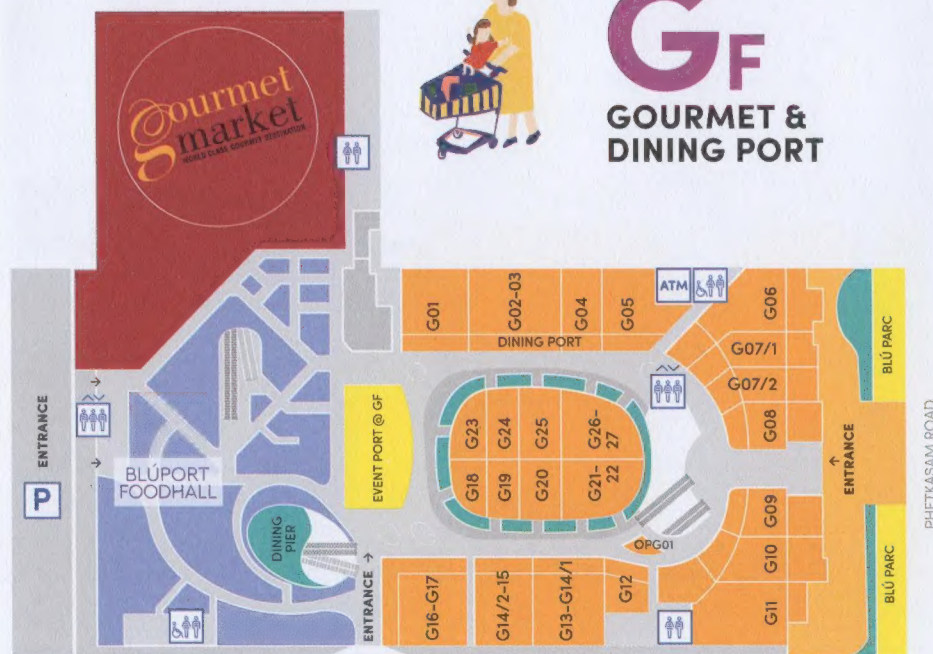 gourmet
market
WORLD CLASS GOURMET DESTINATION
GF
GOURMET &
DINING PORT
ATM
G01
G02-03
G04
G05
DINING PORT
G06
G07/1
G07/2
G08
BLÚ PARC
ENTRANCE
P
BLÚPORT
FOODHALL
DINING
PIER
EVENT PORT @ GF
G23
G24
G25
G26-
27
G18
G19
G20
G21-
22
ENTRANCE
PHETKASAM ROAD
OPG01
G09
G10
G11
BLÚ PARC
ENTRANCE
G16-G17
G14/2-15
G13-G14/1
G12